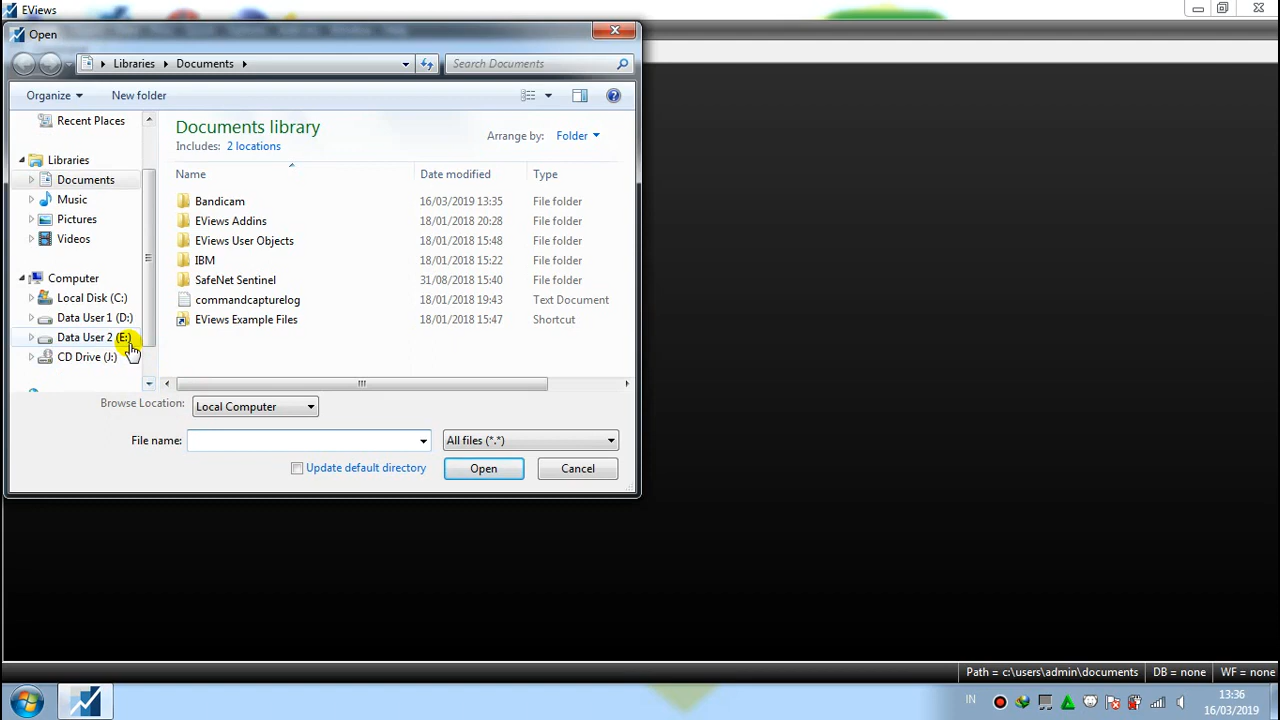 EViews
Open
Libraries Documents
Search Documents
Organize New folder
Recent Places
Libraries
Documents
Music
Pictures
Videos
Computer
Local Disk (C:)
Data User 1 (D:)
Data User 2 (E:)
CD Drive (J:)
Documents library
Includes: 2 locations
Arrange by: Folder
Name Date modified Type
Bandicam 16/03/2019 13:35 File folder
EViews Addins 18/01/2018 20:28 File folder
EViews User Objects 18/01/2018 15:48 File folder
IBM 18/01/2018 15:22 File folder
SafeNet Sentinel 31/08/2018 15:40 File folder
commandcapturelog 18/01/2018 19:43 Text Document
EViews Example Files 18/01/2018 15:47 Shortcut
Browse Location: Local Computer
File name: All files (*.*)
Update default directory Open Cancel
Path = c:\users\admin\documents DB = none WF = none
IN 13:36
16/03/2019